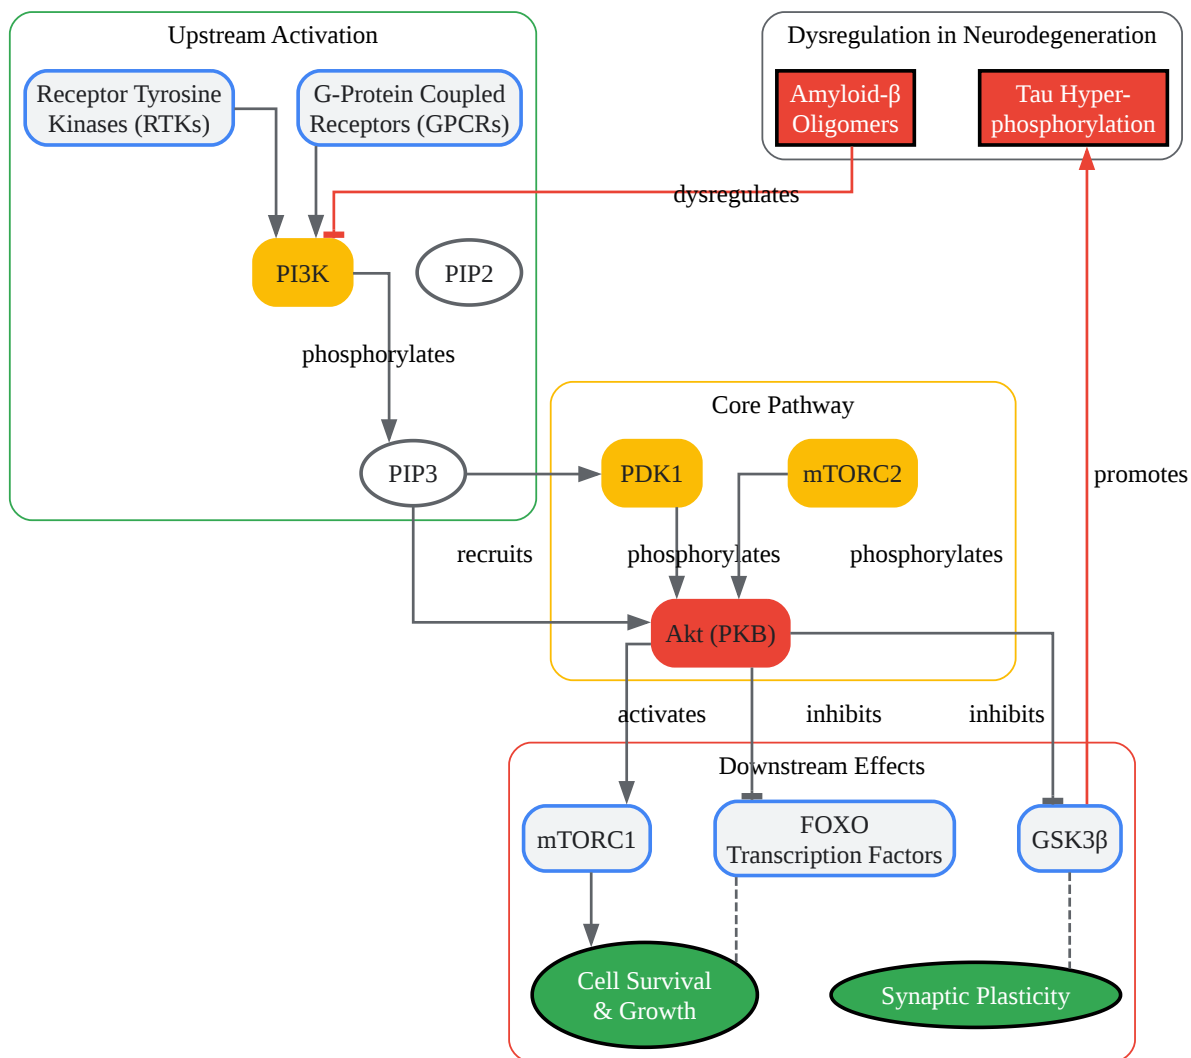 Upstream Activation
Dysregulation in Neurodegeneration
Receptor Tyrosine
Kinases (RTKs)
G-Protein Coupled
Receptors (GPCRs)
Amyloid-β
Oligomers
Tau Hyper-
phosphorylation
dysregulates
PI3K
PIP2
phosphorylates
Core Pathway
PIP3
PDK1
mTORC2
promotes
recruits
phosphorylates
phosphorylates
Akt (PKB)
activates
inhibits
inhibits
Downstream Effects
mTORC1
FOXO
Transcription Factors
GSK3β
Cell Survival
& Growth
Synaptic Plasticity